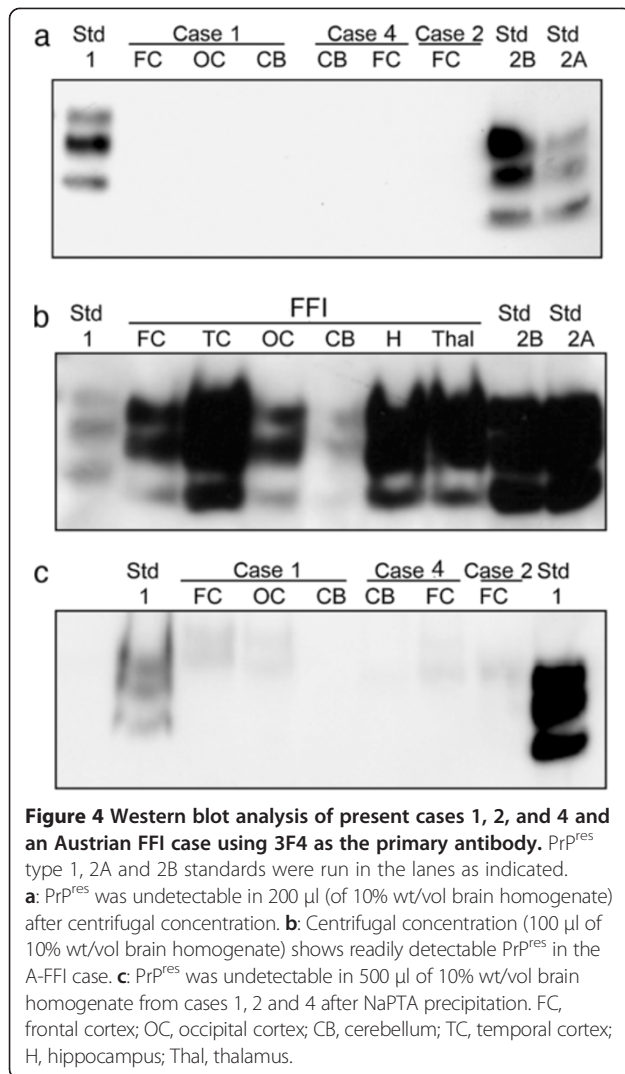 a
Std Case 1 Case 4 Case 2 Std Std
1 FC OC CB CB FC FC 2B 2A
b
FFI
Std Std Std
1 FC TC OC CB H Thal 2B 2A
c
Std Case 1 Case 4 Case 2 Std
1 FC OC CB CB FC FC 1
Figure 4 Western blot analysis of present cases 1, 2, and 4 and
an Austrian FFI case using 3F4 as the primary antibody. PrPres
type 1, 2A and 2B standards were run in the lanes as indicated.
a: PrPres was undetectable in 200 μl (of 10% wt/vol brain homogenate)
after centrifugal concentration. b: Centrifugal concentration (100 μl of
10% wt/vol brain homogenate) shows readily detectable PrPres in the
A-FFI case. c: PrPres was undetectable in 500 μl of 10% wt/vol brain
homogenate from cases 1, 2 and 4 after NaPTA precipitation. FC,
frontal cortex; OC, occipital cortex; CB, cerebellum; TC, temporal cortex;
H, hippocampus; Thal, thalamus.